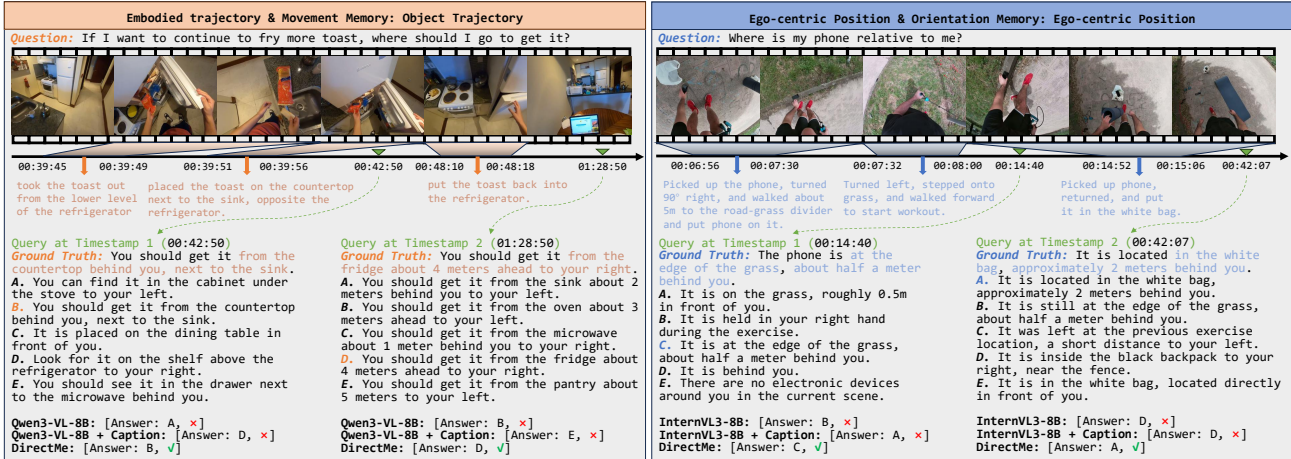 Embodied trajectory & Movement Memory: Object Trajectory
Question: If I want to continue to fry more toast, where should I go to get it?
00:39:45
00:39:49
00:39:51
00:39:56
00:42:50
00:48:10
00:48:18
01:28:50
took the toast out
from the lower level
of the refrigerator
placed the toast on the countertop
next to the sink, opposite the
refrigerator.
put the toast back into
the refrigerator.
Query at Timestamp 1 (00:42:50)
Ground Truth: You should get it from the
countertop behind you, next to the sink.
A. You can find it in the cabinet under
the stove to your left.
B. You should get it from the countertop
behind you, next to the sink.
C. It is placed on the dining table in
front of you.
D. Look for it on the shelf above the
refrigerator to your right.
E. You should see it in the drawer next
to the microwave behind you.
Qwen3-VL-8B: [Answer: A, ×]
Qwen3-VL-8B + Caption: [Answer: D, ×]
DirectMe: [Answer: B, √]
Query at Timestamp 2 (01:28:50)
Ground Truth: You should get it from the
fridge about 4 meters ahead to your right.
A. You should get it from the sink about 2
meters behind you to your left.
B. You should get it from the oven about 3
meters ahead to your left.
C. You should get it from the microwave
about 1 meter behind you to your right.
D. You should get it from the fridge about
4 meters ahead to your right.
E. You should get it from the pantry about
5 meters to your left.
Qwen3-VL-8B: [Answer: B, ×]
Qwen3-VL-8B + Caption: [Answer: E, ×]
DirectMe: [Answer: D, √]
Ego-centric Position & Orientation Memory: Ego-centric Position
Question: Where is my phone relative to me?
00:06:56
00:07:30
00:07:32
00:08:00
00:14:40
00:14:52
00:15:06
00:42:07
Picked up the phone, turned
90° right, and walked about
5m to the road-grass divider
and put phone on it.
Turned left, stepped onto
grass, and walked forward
to start workout.
Picked up phone,
returned, and put
it in the white bag.
Query at Timestamp 1 (00:14:40)
Ground Truth: The phone is at the
edge of the grass, about half a meter
behind you.
A. It is on the grass, roughly 0.5m
in front of you.
B. It is held in your right hand
during the exercise.
C. It is at the edge of the grass,
about half a meter behind you.
D. It is behind you.
E. There are no electronic devices
around you in the current scene.
InternVL3-8B: [Answer: B, ×]
InternVL3-8B + Caption: [Answer: A, ×]
DirectMe: [Answer: C, √]
Query at Timestamp 2 (00:42:07)
Ground Truth: It is located in the white
bag, approximately 2 meters behind you.
A. It is located in the white bag,
approximately 2 meters behind you.
B. It is still at the edge of the grass,
about half a meter behind you.
C. It was left at the previous exercise
location, a short distance to your left.
D. It is inside the black backpack to your
right, near the fence.
E. It is in the white bag, located directly
in front of you.
InternVL3-8B: [Answer: D, ×]
InternVL3-8B + Caption: [Answer: D, ×]
DirectMe: [Answer: A, √]